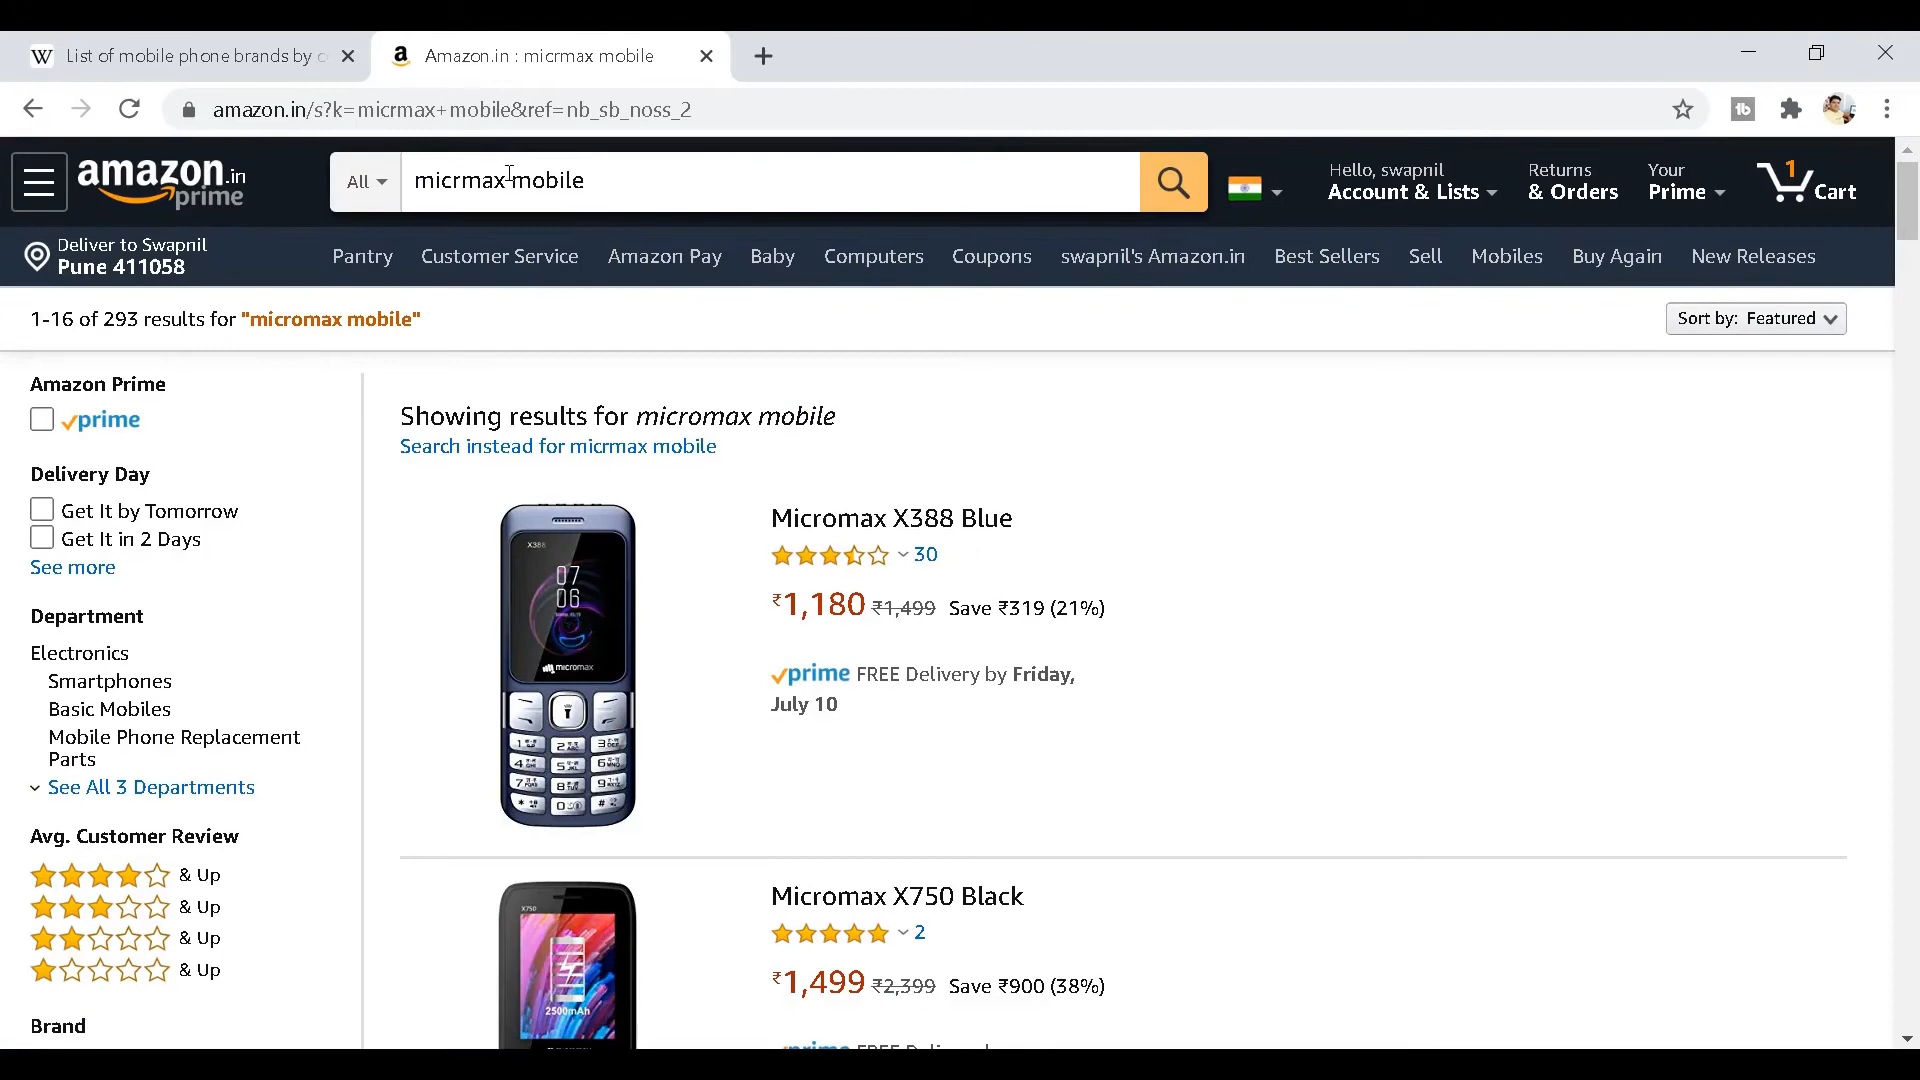 List of mobile phone brands by c
Amazon.in : micrmax mobile
amazon.in/s?k=micrmax+mobile&ref=nb_sb_noss_2
amazon.in
prime
All
micrmax mobile
Hello, swapnil
Account & Lists
Returns
& Orders
Your
Prime
1
Cart
Deliver to Swapnil
Pune 411058
Pantry
Customer Service
Amazon Pay
Baby
Computers
Coupons
swapnil's Amazon.in
Best Sellers
Sell
Mobiles
Buy Again
New Releases
1-16 of 293 results for "micromax mobile"
Sort by: Featured
Amazon Prime
prime
Delivery Day
Get It by Tomorrow
Get It in 2 Days
See more
Department
Electronics
Smartphones
Basic Mobiles
Mobile Phone Replacement
Parts
See All 3 Departments
Avg. Customer Review
& Up
& Up
& Up
& Up
Brand
Showing results for micromax mobile
Search instead for micrmax mobile
X388
07
06
micromax
Micromax X388 Blue
30
₹1,180 ₹1,499 Save ₹319 (21%)
prime FREE Delivery by Friday,
July 10
X750
2500mAh
Micromax X750 Black
2
₹1,499 ₹2,399 Save ₹900 (38%)